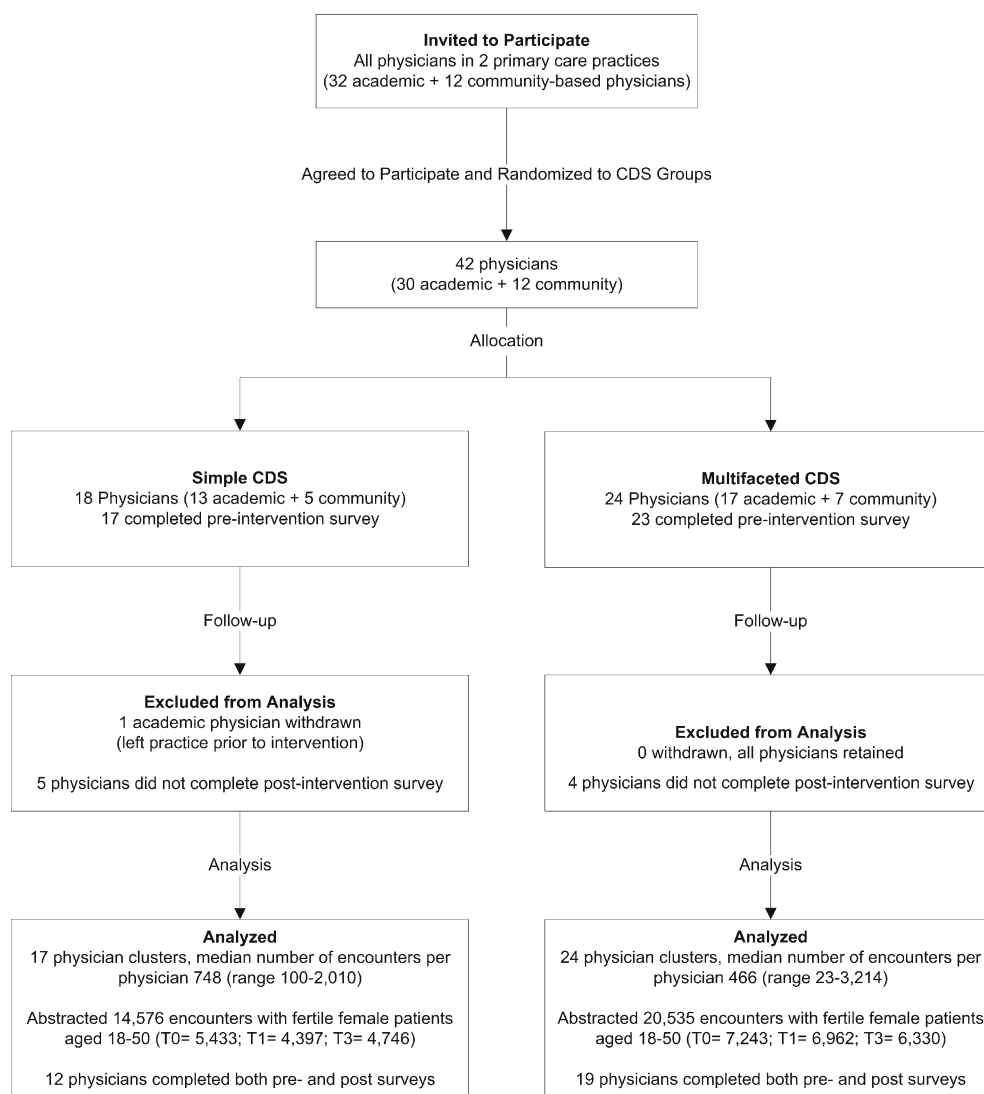 Invited to Participate
All physicians in 2 primary care practices
(32 academic + 12 community-based physicians)
Agreed to Participate and Randomized to CDS Groups
42 physicians
(30 academic + 12 community)
Allocation
Simple CDS
18 Physicians (13 academic + 5 community)
17 completed pre-intervention survey
Multifaceted CDS
24 Physicians (17 academic + 7 community)
23 completed pre-intervention survey
Follow-up
Follow-up
Excluded from Analysis
1 academic physician withdrawn
(left practice prior to intervention)
5 physicians did not complete post-intervention survey
Excluded from Analysis
0 withdrawn, all physicians retained
4 physicians did not complete post-intervention survey
Analysis
Analysis
Analyzed
17 physician clusters, median number of encounters per
physician 748 (range 100-2,010)
Abstracted 14,576 encounters with fertile female patients
aged 18-50 (T0= 5,433; T1= 4,397; T3= 4,746)
12 physicians completed both pre- and post surveys
Analyzed
24 physician clusters, median number of encounters per
physician 466 (range 23-3,214)
Abstracted 20,535 encounters with fertile female patients
aged 18-50 (T0= 7,243; T1= 6,962; T3= 6,330)
19 physicians completed both pre- and post surveys